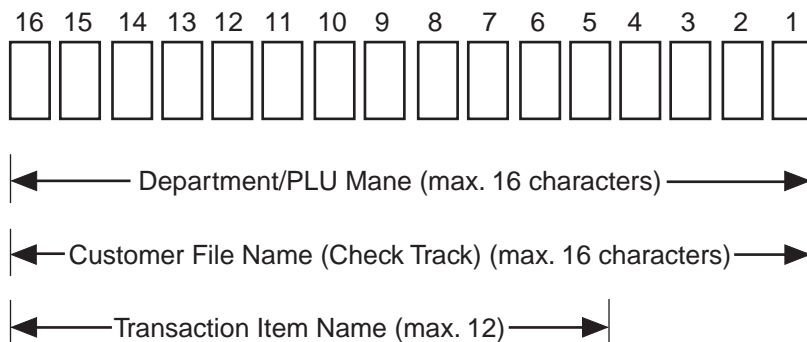 16 15 14 13 12 11 10 9 8 7 6 5 4 3 2 1
Department/PLU Mane (max. 16 characters)
Customer File Name (Check Track) (max. 16 characters)
Transaction Item Name (max. 12)